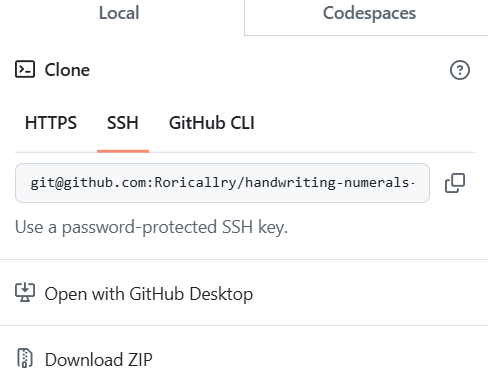 Local Codespaces
Clone
HTTPS SSH GitHub CLI
git@github.com:Roricallry/handwriting-numerals-
Use a password-protected SSH key.
Open with GitHub Desktop
Download ZIP